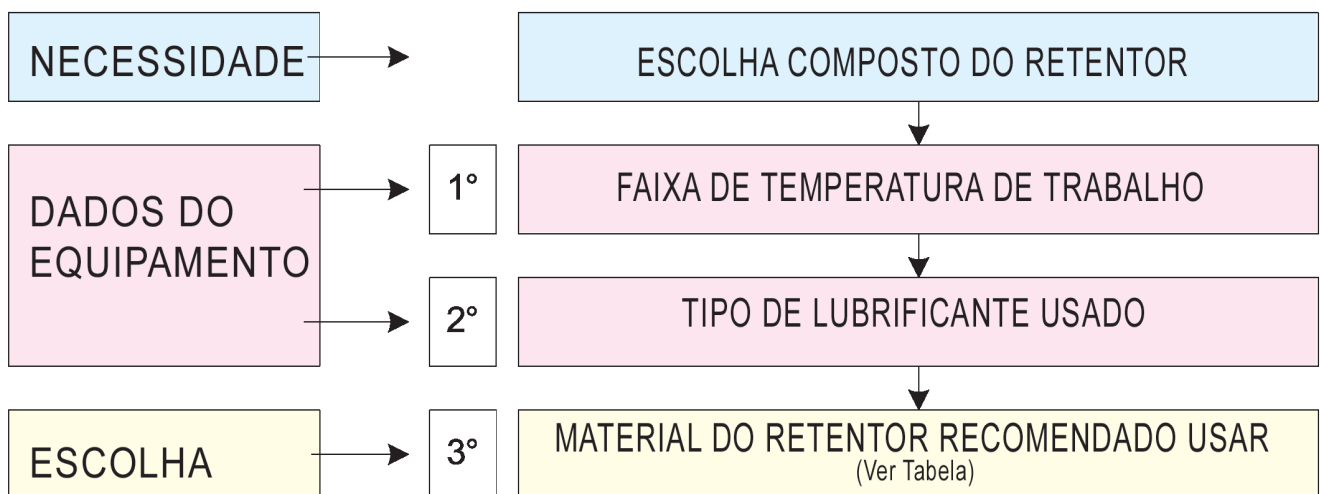 NECESSIDADE
ESCOLHA COMPOSTO DO RETENTOR
DADOS DO
EQUIPAMENTO
1°
FAIXA DE TEMPERATURA DE TRABALHO
2°
TIPO DE LUBRIFICANTE USADO
ESCOLHA
3°
MATERIAL DO RETENTOR RECOMENDADO USAR
(Ver Tabela)